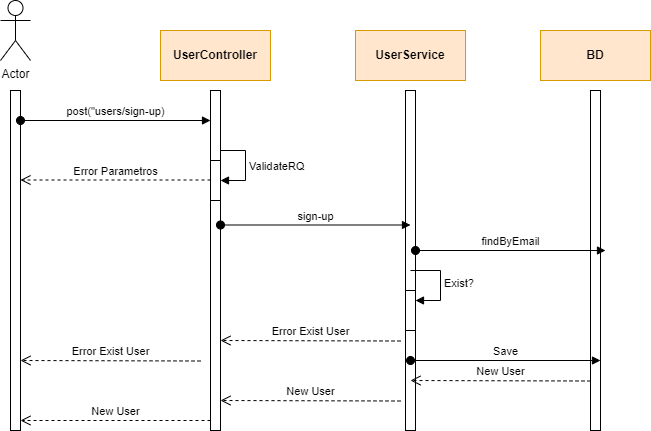 Actor
UserController
UserService
BD
post("users/sign-up)
ValidateRQ
Error Parametros
sign-up
findByEmail
Exist?
Error Exist User
Error Exist User
Save
New User
New User
New User